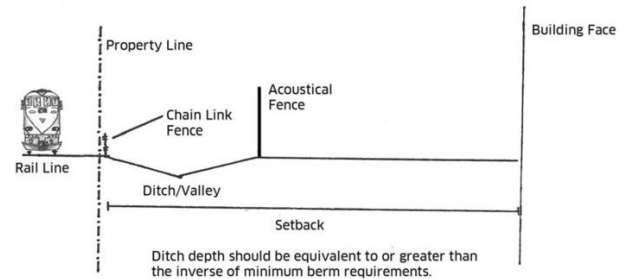 Building Face
Property Line
Acoustical
Fence
Chain Link
Fence
Rail Line
Ditch/Valley
Setback
Ditch depth should be equivalent to or greater than
the inverse of minimum berm requirements.